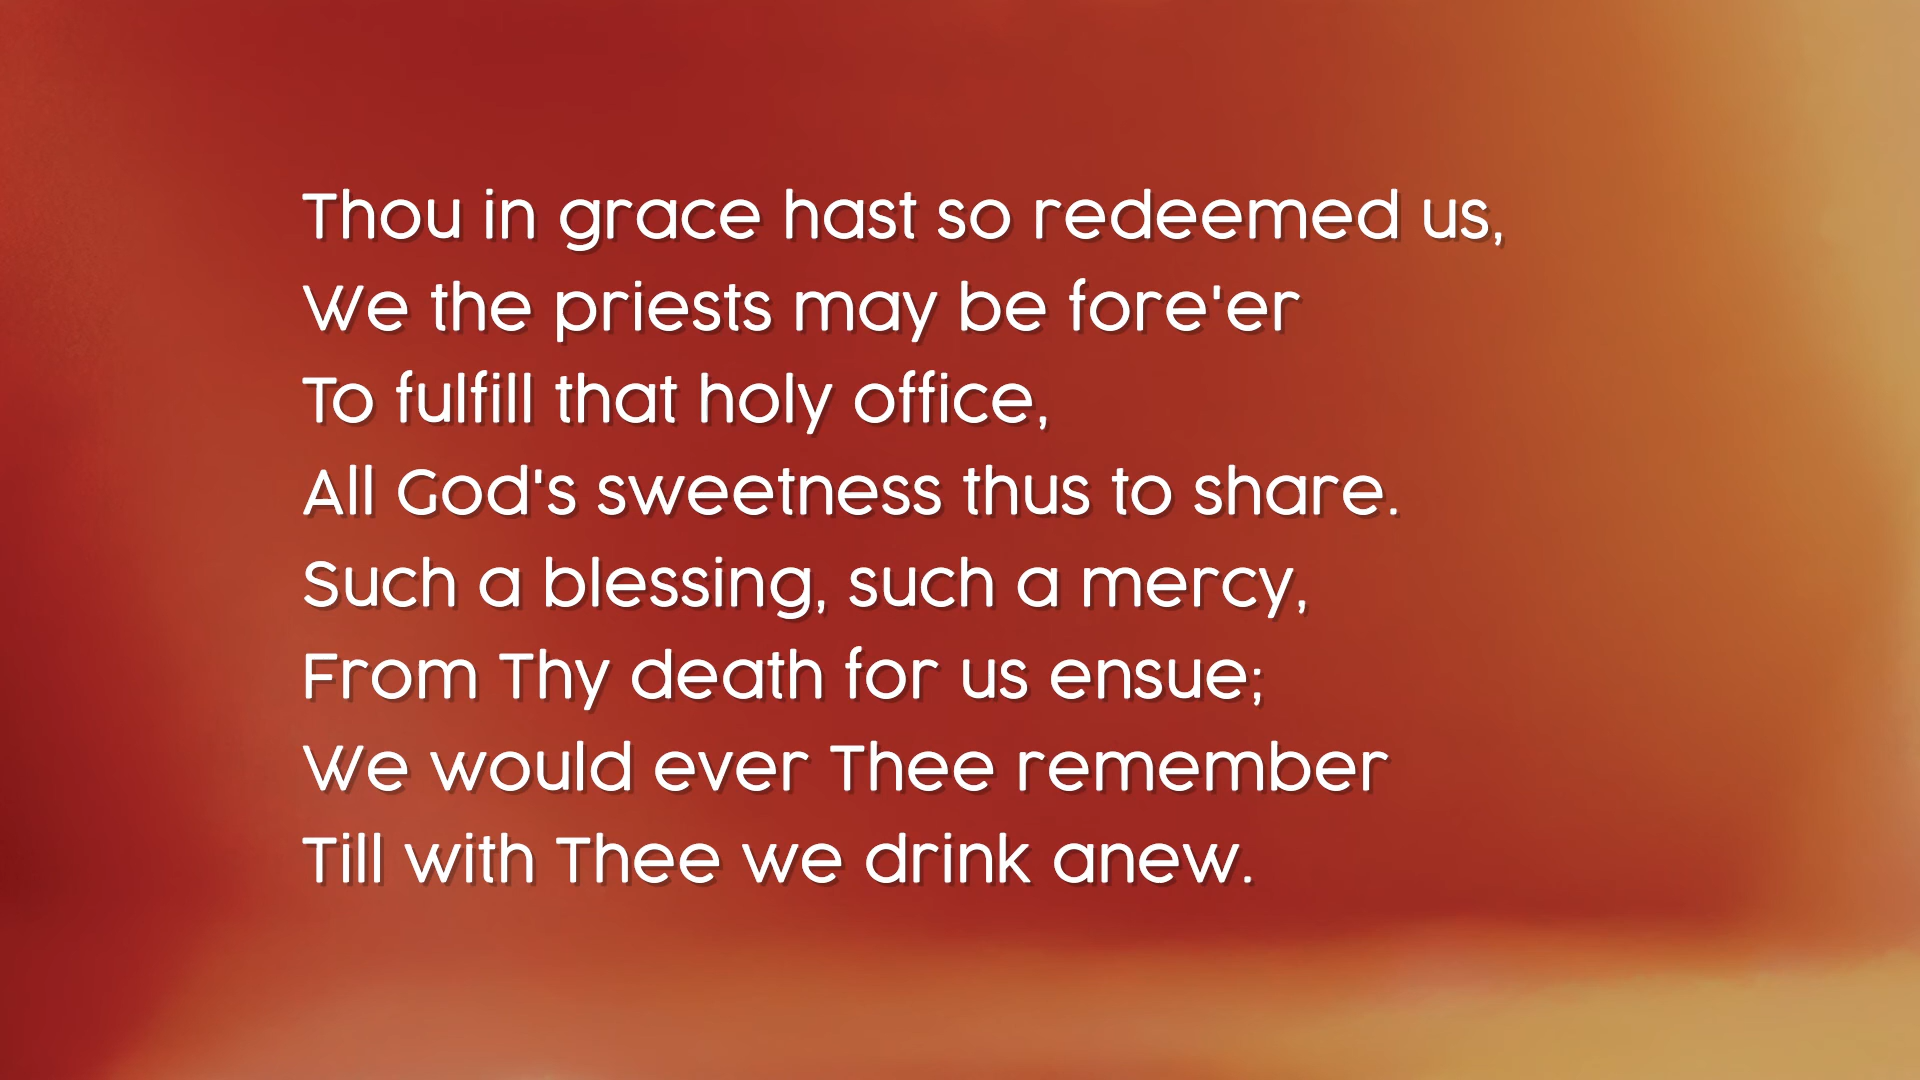 Thou in grace hast so redeemed us,
We the priests may be fore'er
To fulfill that holy office,
All God's sweetness thus to share.
Such a blessing, such a mercy,
From Thy death for us ensue;
We would ever Thee remember
Till with Thee we drink anew.